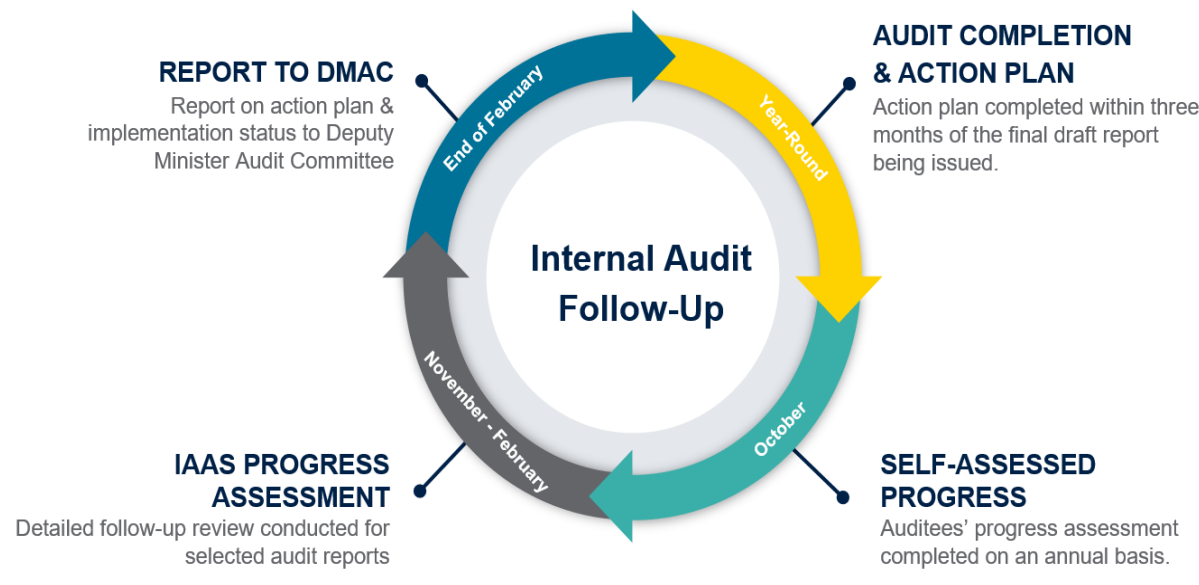 REPORT TO DMAC
Report on action plan &
implementation status to Deputy
Minister Audit Committee
End of February
AUDIT COMPLETION
& ACTION PLAN
Action plan completed within three
months of the final draft report
being issued.
Year-Round
Internal Audit
Follow-Up
IAAS PROGRESS
ASSESSMENT
Detailed follow-up review conducted for
selected audit reports
November - February
October
SELF-ASSESSED
PROGRESS
Auditees’ progress assessment
completed on an annual basis.